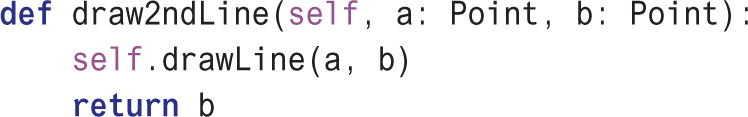 def draw2ndLine(self, a: Point, b: Point):
    self.drawLine(a, b)
    return b